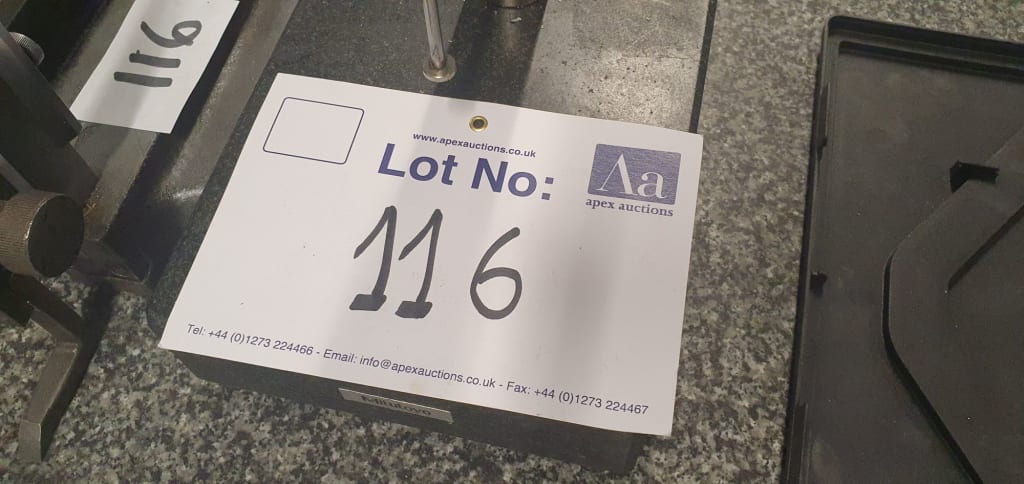 116
www.apexauctions.co.uk
Lot No:
Aa
apex auctions
116
Tel: +44 (0)1273 224466 - Email: info@apexauctions.co.uk - Fax: +44 (0)1273 224467
Mitutoyo